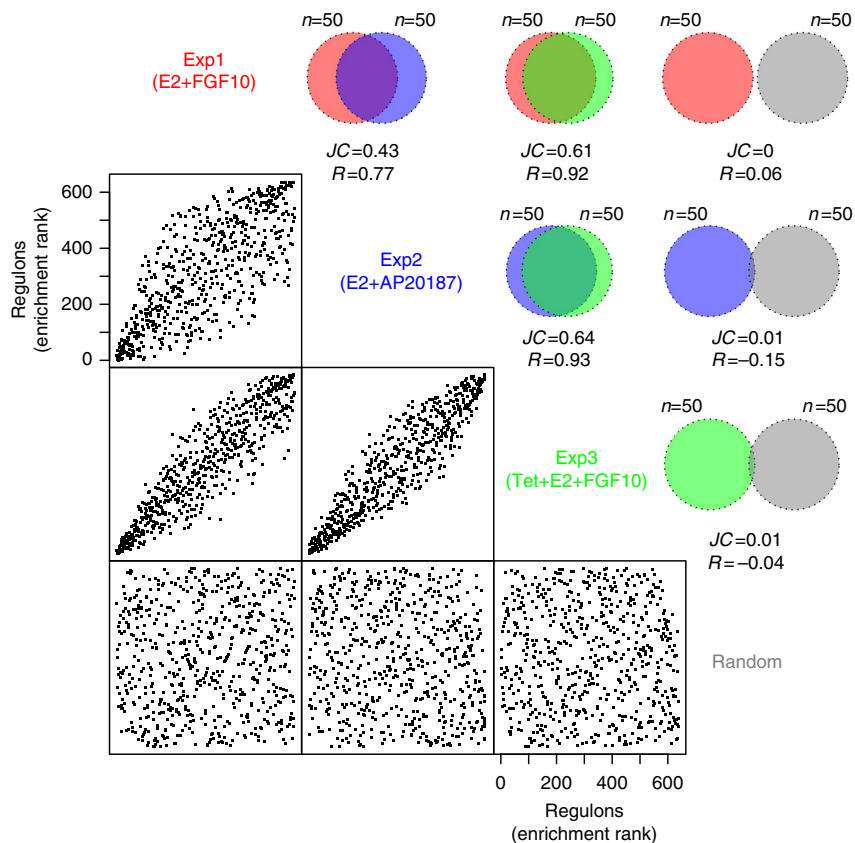 n=50 n=50
n=50 n=50
n=50 n=50
Exp1
(E2+FGF10)
JC=0.43
R=0.77
JC=0.61
R=0.92
JC=0
R=0.06
Regulons
(enrichment rank)
600
400
200
0
Exp2
(E2+AP20187)
n=50 n=50
n=50 n=50
JC=0.64
R=0.93
JC=0.01
R=–0.15
Exp3
(Tet+E2+FGF10)
n=50 n=50
JC=0.01
R=–0.04
Random
0 200 400 600
Regulons
(enrichment rank)